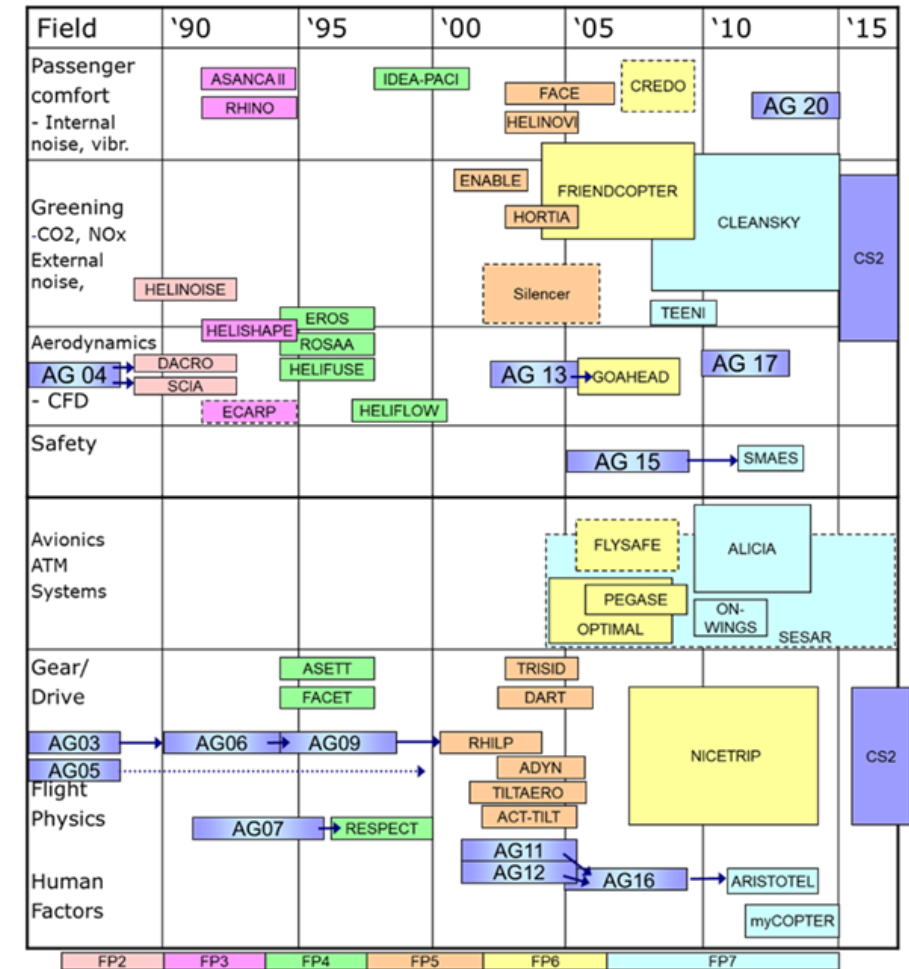 Field
‘90
‘95
‘00
‘05
‘10
‘15
Passenger
comfort
- Internal
noise, vibr.
ASANCA II
RHINO
IDEA-PACI
FACE
HELINOVI
CREDO
AG 20
Greening
-CO2, NOx
External
noise,
HELINOISE
ENABLE
HORTIA
FRIENDCOPTER
CLEANSKY
CS2
Silencer
TEENI
EROS
HELISHAPE
Aerodynamics
ROSAA
AG 04
DACRO
SCIA
HELIFUSE
AG 13
GOAHEAD
AG 17
- CFD
ECARP
HELIFLOW
Safety
AG 15
SMAES
Avionics
ATM
Systems
FLYSAFE
ALICIA
PEGASE
OPTIMAL
ON-
WINGS
SESAR
Gear/
Drive
ASETT
FACET
TRISID
DART
AG03
AG06
AG09
RHILP
NICETRIP
CS2
AG05
ADYN
Flight
Physics
TILTAERO
ACT-TILT
AG07
RESPECT
AG11
AG12
AG16
ARISTOTEL
Human
Factors
myCOPTER
FP2
FP3
FP4
FP5
FP6
FP7